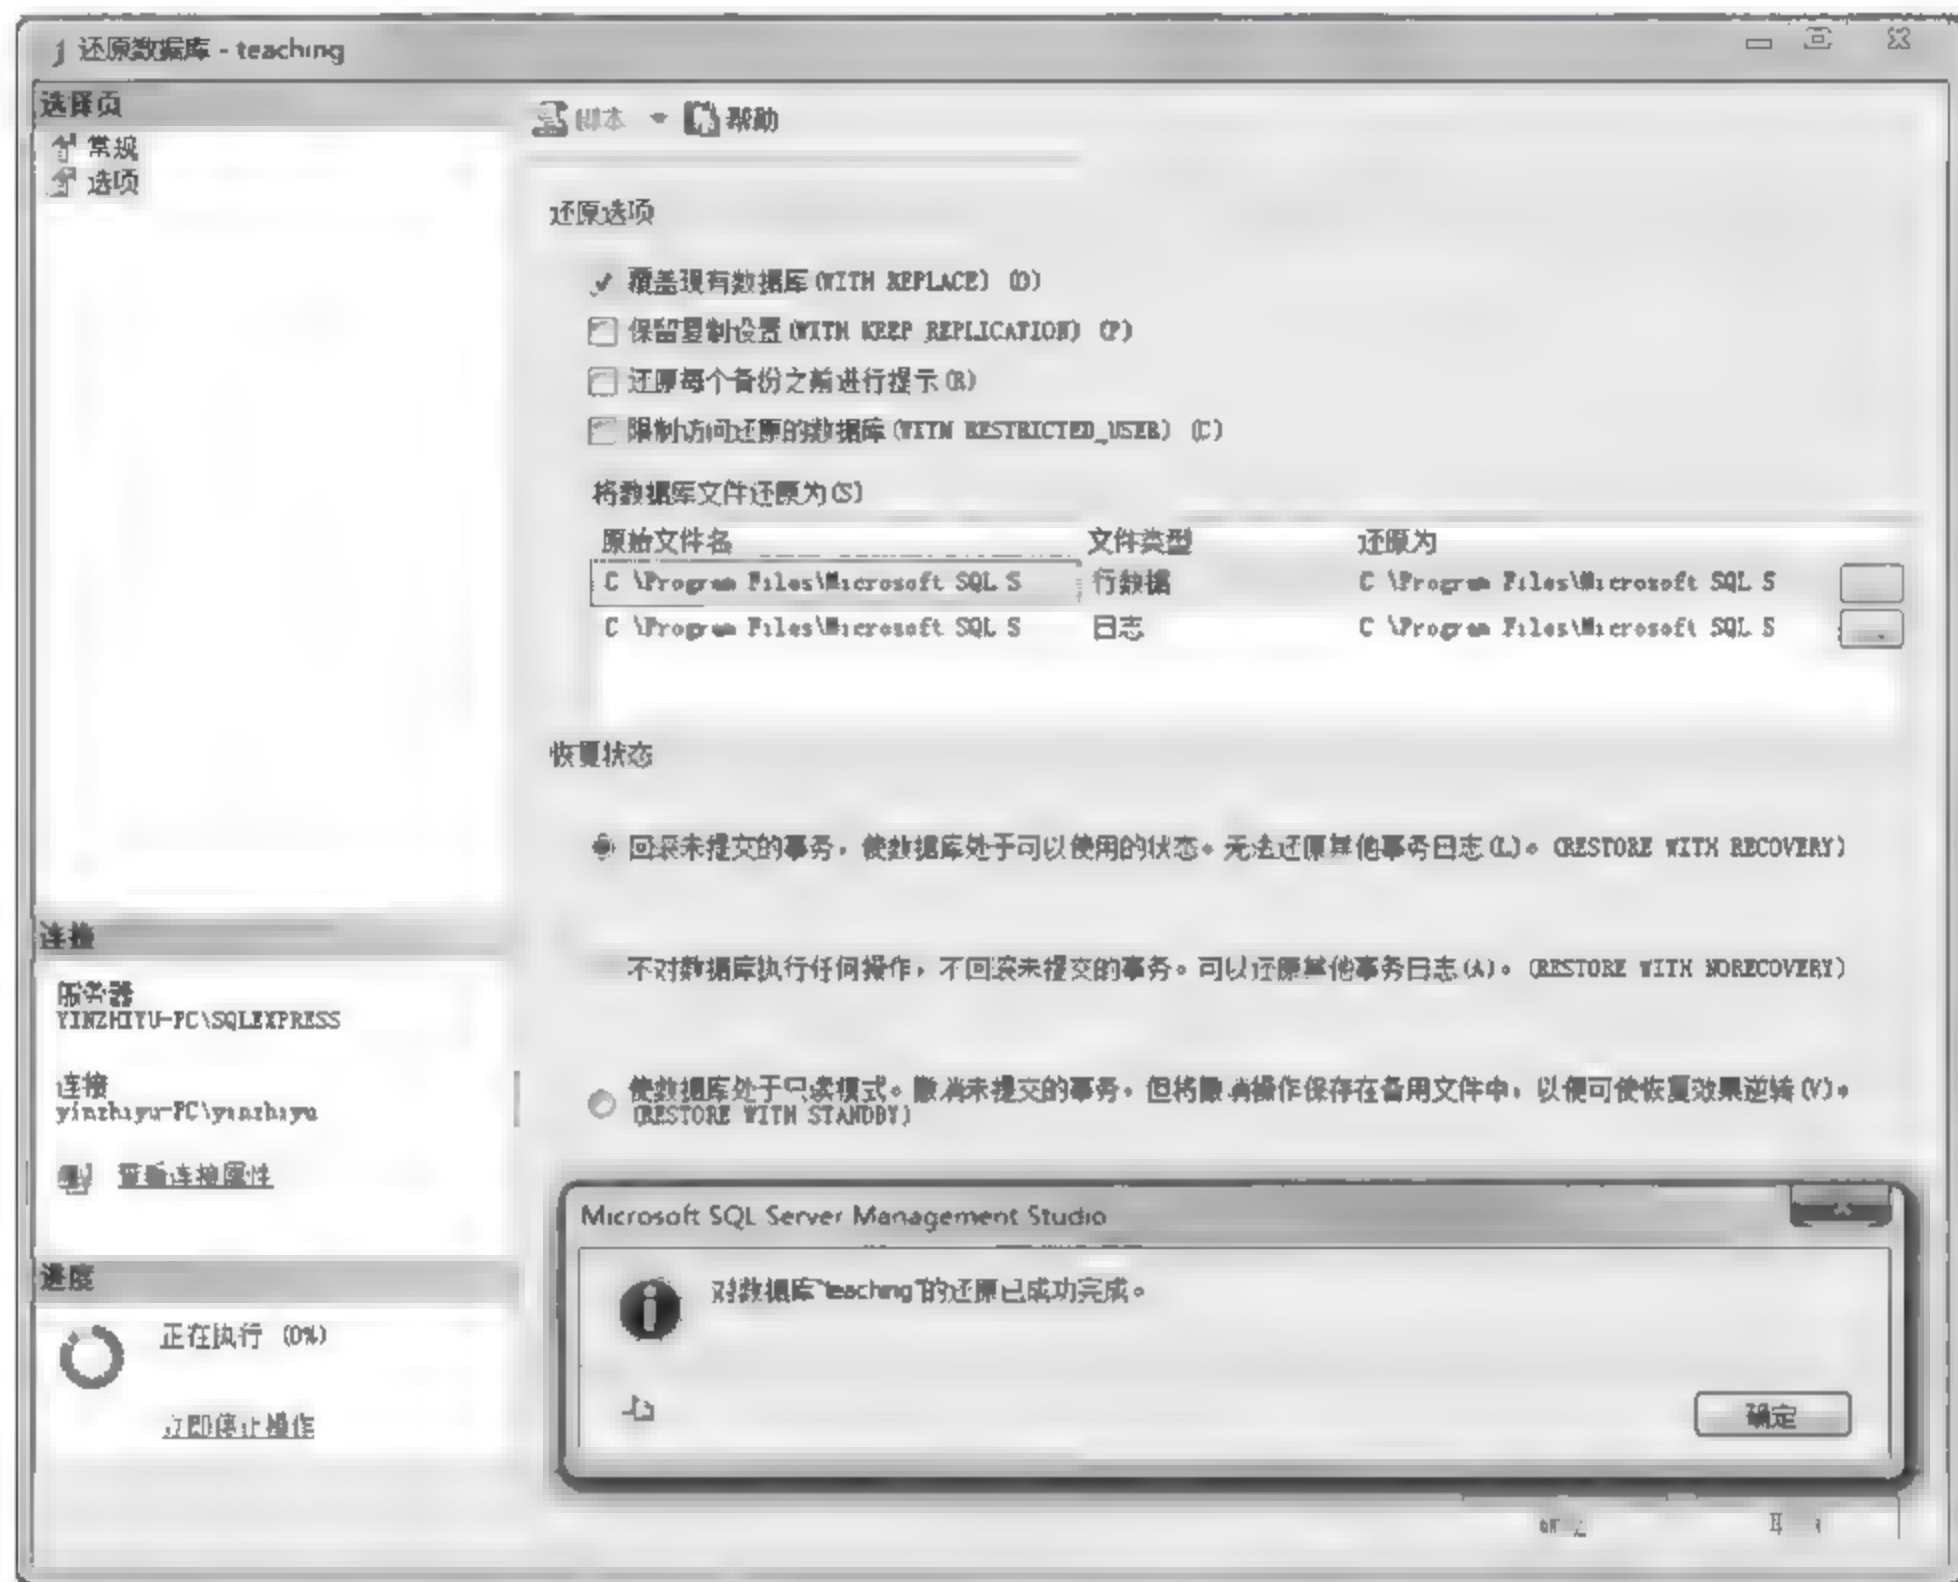 还原数据库 - teaching
选择页
常规
选项
脚本 帮助
还原选项
覆盖现有数据库(WITH REPLACE) (O)
保留复制设置(WITH KEEP_REPLICATION) (P)
还原每个备份之前进行提示(R)
限制访问还原的数据库(WITH RESTRICTED_USER) (C)
将数据库文件还原为(S)
原始文件名 文件类型 还原为
C \Program Files\Microsoft SQL S 行数据 C \Program Files\Microsoft SQL S
C \Program Files\Microsoft SQL S 日志 C \Program Files\Microsoft SQL S
恢复状态
回滚未提交的事务，使数据库处于可以使用的状态。无法还原其他事务日志(L)。(RESTORE WITH RECOVERY)
不对数据库执行任何操作，不回滚未提交的事务。可以还原其他事务日志(A)。(RESTORE WITH NORECOVERY)
使数据库处于只读模式。撤消未提交的事务，但将撤消操作保存在备用文件中，以便可使恢复效果逆转(V)。
(RESTORE WITH STANDBY)
连接
服务器
YINZHIYU-PC\SQLEXPRESS
连接
yinzhiyu-PC\yinzhiyu
查看连接属性
进度
正在执行 (0%)
立即停止操作
Microsoft SQL Server Management Studio
对数据库"teaching"的还原已成功完成。
确定